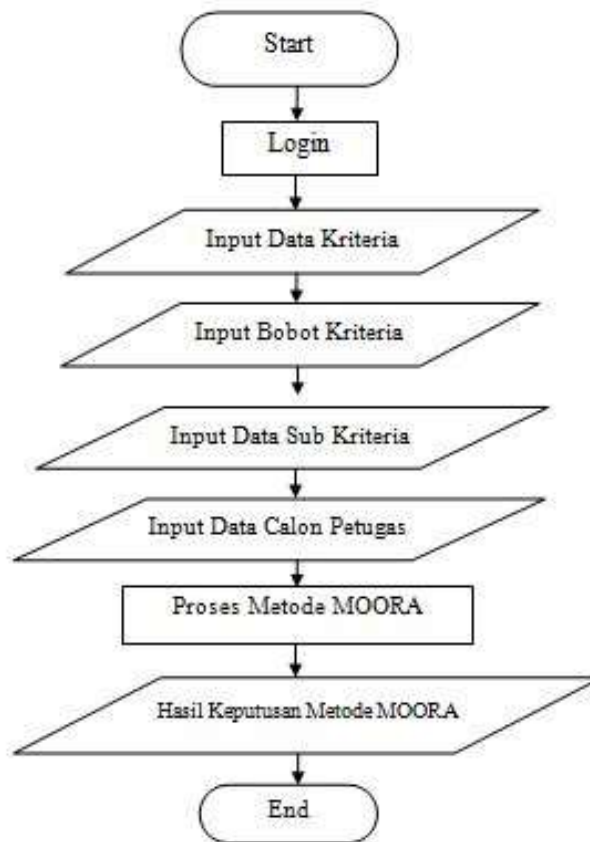 Start
Login
Input Data Kriteria
Input Bobot Kriteria
Input Data Sub Kriteria
Input Data Calon Petugas
Proses Metode MOORA
Hasil Keputusan Metode MOORA
End